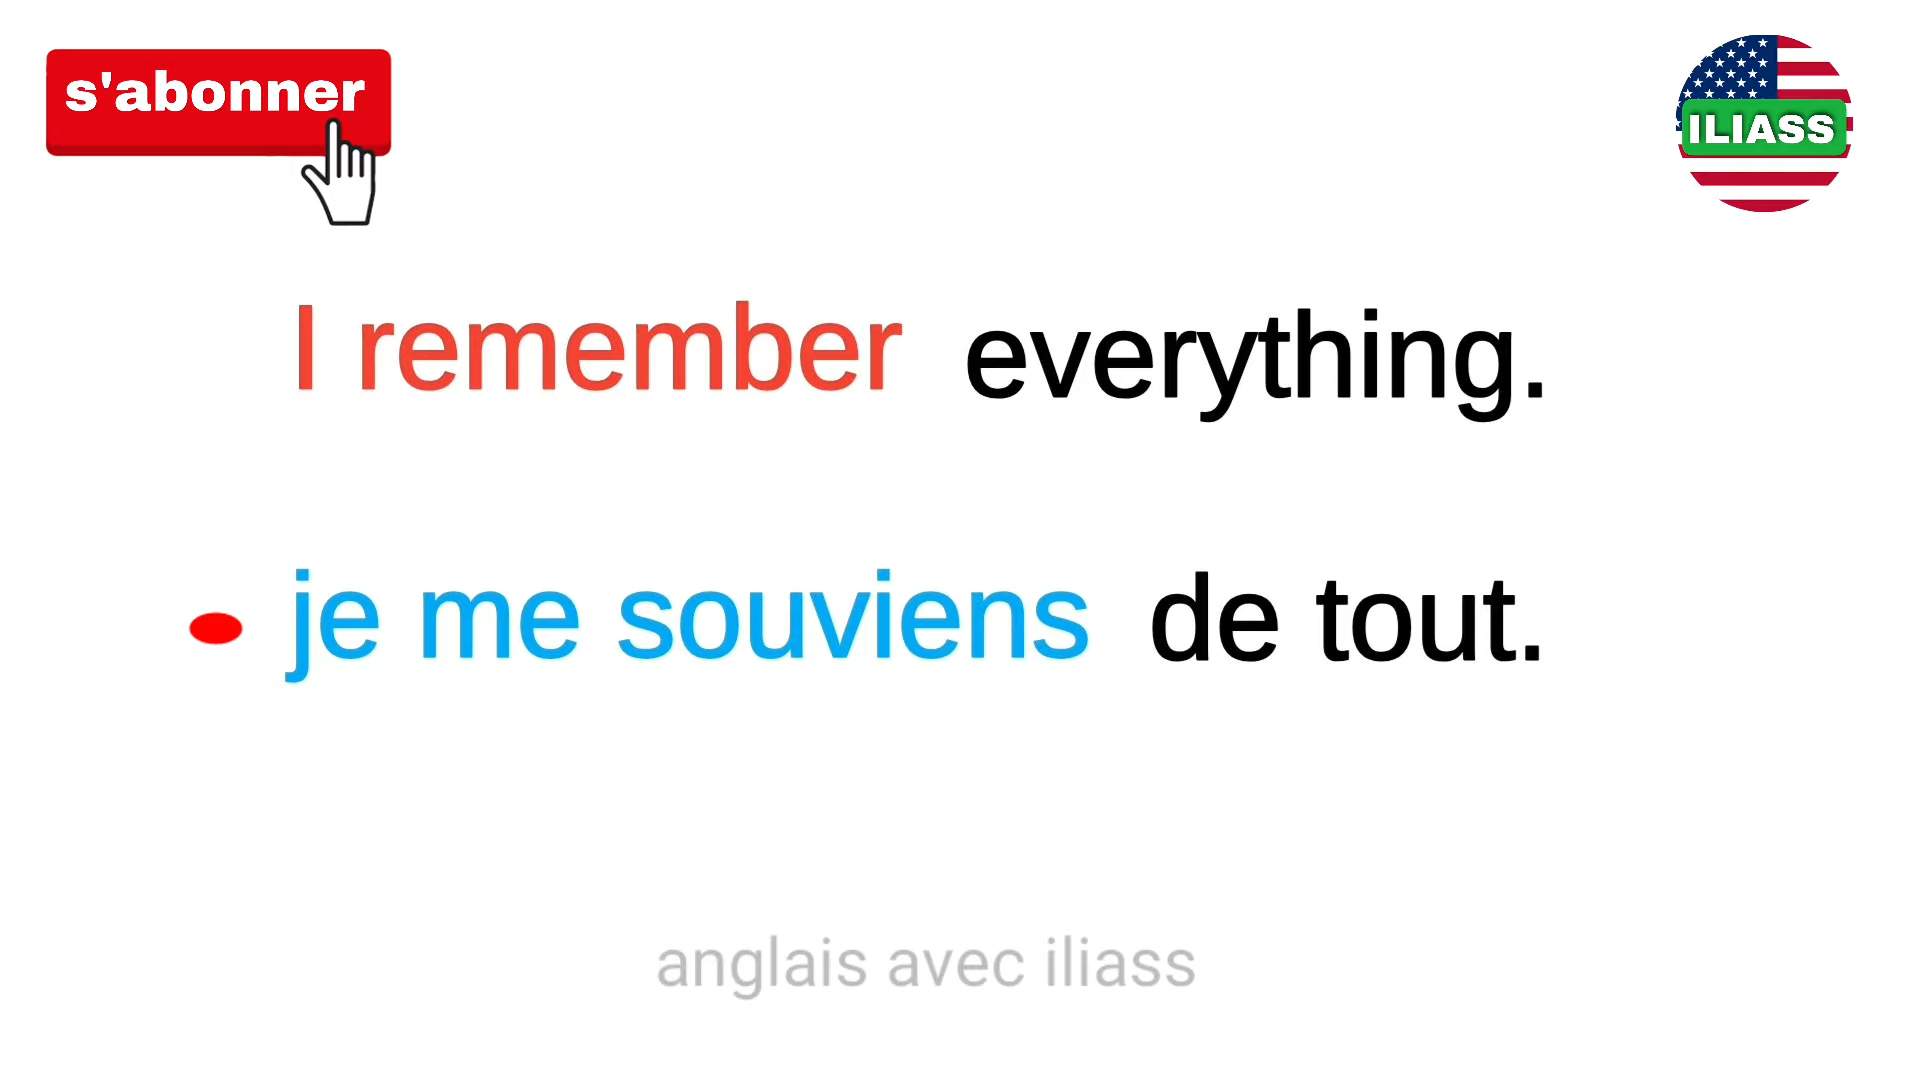 s'abonner
ILIASS
I remember everything.
je me souviens de tout.
anglais avec iliass